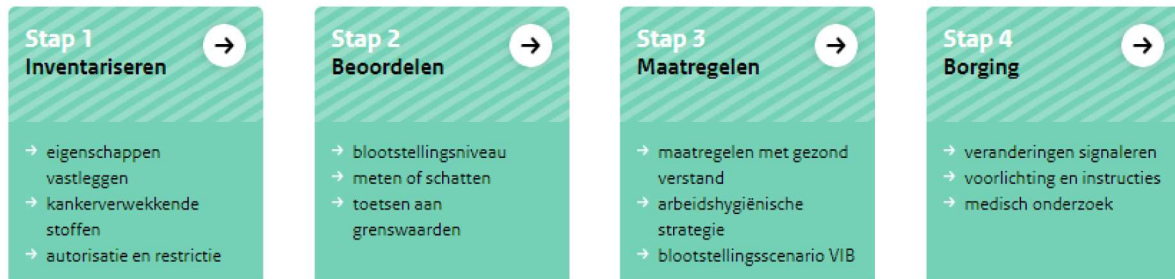 Stap 1
Inventariseren
→ eigenschappen
vastleggen
→ kankerverwekkende
stoffen
→ autorisatie en restrictie
Stap 2
Beoordelen
→ blootstellingsniveau
→ meten of schatten
→ toetsen aan
grenswaarden
Stap 3
Maatregelen
→ maatregelen met gezond
verstand
→ arbeidshygiënische
strategie
→ blootstellingsscenario VIB
Stap 4
Borging
→ veranderingen signaleren
→ voorlichting en instructies
→ medisch onderzoek